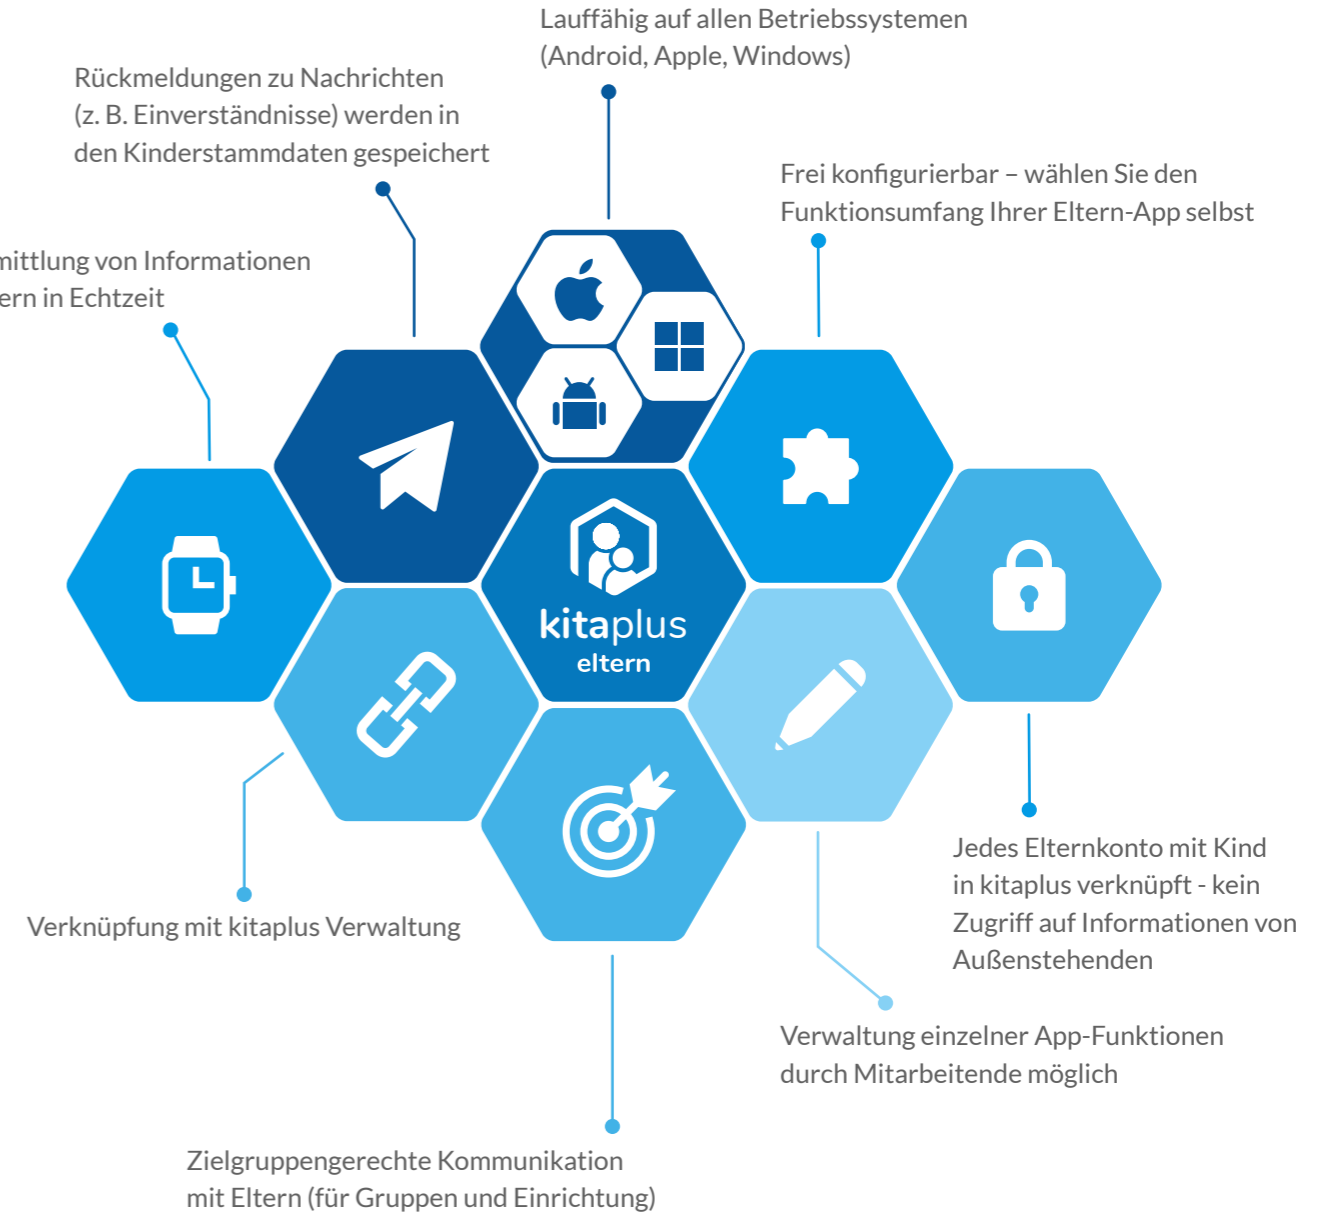 Lauffähig auf allen Betriebssystemen
(Android, Apple, Windows)
Rückmeldungen zu Nachrichten
(z. B. Einverständnisse) werden in
den Kinderstammdaten gespeichert
Frei konfigurierbar – wählen Sie den
Funktionsumfang Ihrer Eltern-App selbst
von Informationen
in Echtzeit
kitaplus
eltern
Jedes Elternkonto mit Kind
in kitaplus verknüpft - kein
Zugriff auf Informationen von
Außenstehenden
Verknüpfung mit kitaplus Verwaltung
Verwaltung einzelner App-Funktionen
durch Mitarbeitende möglich
Zielgruppengerechte Kommunikation
mit Eltern (für Gruppen und Einrichtung)